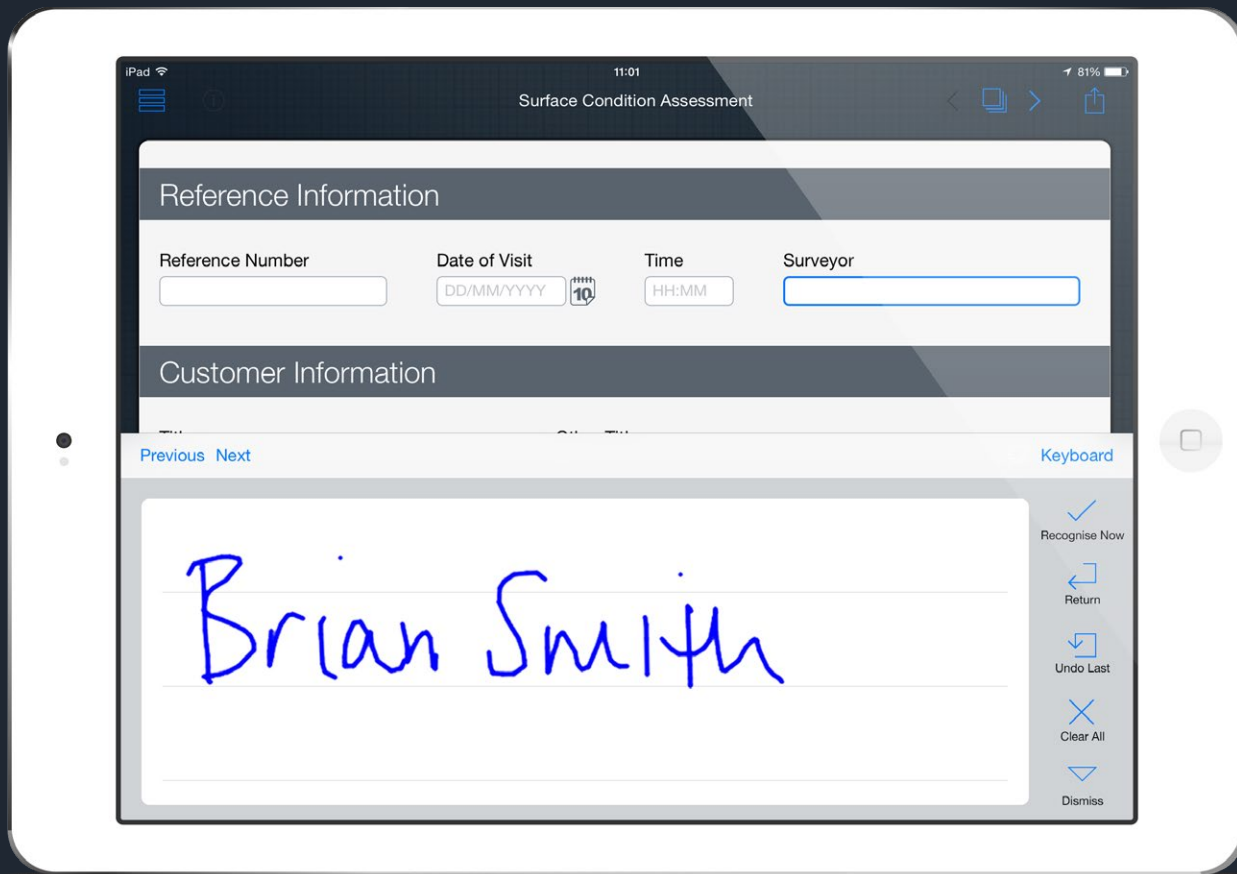 iPad 11:01 81%
Surface Condition Assessment
Reference Information
Reference Number Date of Visit Time Surveyor
DD/MM/YYYY 10 HH:MM
Customer Information
Previous Next Keyboard
Brian Smith
Recognise Now
Return
Undo Last
Clear All
Dismiss